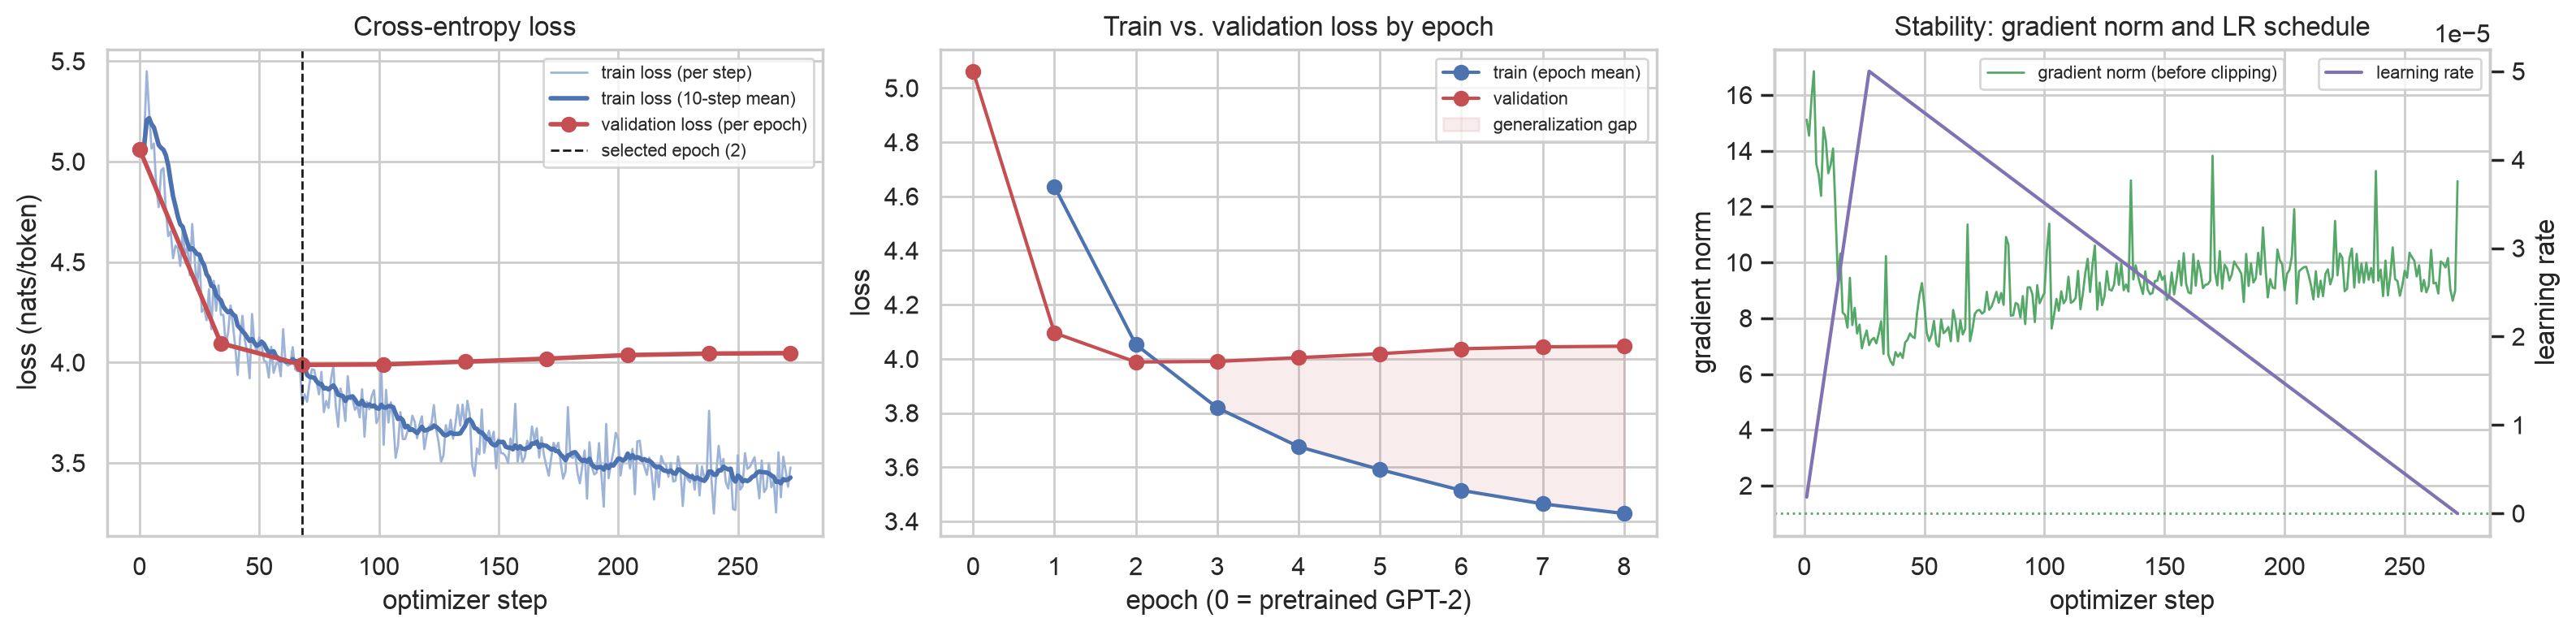 Cross-entropy loss
5.5
5.0
4.5
4.0
3.5
loss (nats/token)
train loss (per step)
train loss (10-step mean)
validation loss (per epoch)
selected epoch (2)
0 50 100 150 200 250
optimizer step
Train vs. validation loss by epoch
5.0
4.8
4.6
4.4
4.2
4.0
3.8
3.6
3.4
loss
train (epoch mean)
validation
generalization gap
0 1 2 3 4 5 6 7 8
epoch (0 = pretrained GPT-2)
Stability: gradient norm and LR schedule
1e−5
16
14
12
10
8
6
4
2
gradient norm
gradient norm (before clipping)
learning rate
5
4
3
2
1
0
learning rate
0 50 100 150 200 250
optimizer step